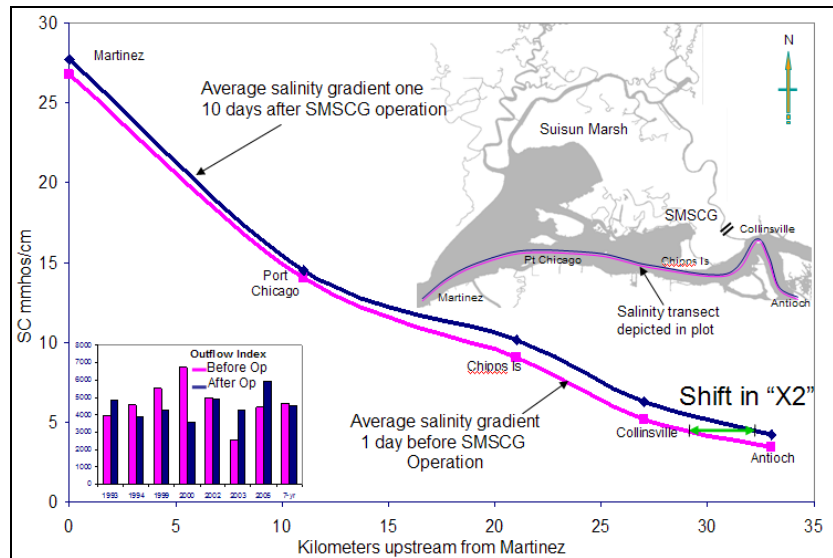 30
25
20
15
10
5
0
SC mmhos/cm
0
5
10
15
20
25
30
35
Kilometers upstream from Martinez
Martinez
Average salinity gradient one
10 days after SMSCG operation
Port
Chicago
Chipps Is
Average salinity gradient
1 day before SMSCG
Operation
Collinsville
Antioch
Shift in “X2”
N
Suisun Marsh
SMSCG
Collinsville
Pt Chicago
Chipps Is
Martinez
Antioch
Salinity transect
depicted in plot
Outflow Index
Before Op
After Op
8000
7000
6000
5000
4000
3000
2000
1000
0
1993
1994
1999
2000
2002
2003
2005
7-yr